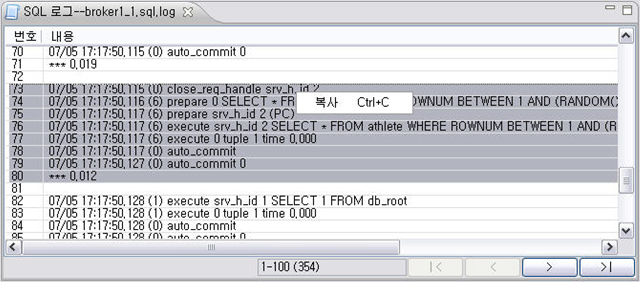 SQL 로그--broker1_1.sql.log
번호 내용
70 07/05 17:17:50.115 (0) auto_commit 0
71 *** 0.019
72
73 07/05 17:17:50.115 (0) close_req_handle srv_h_id 2
74 07/05 17:17:50.116 (6) prepare 0 SELECT * FR ROWNUM BETWEEN 1 AND (RANDOM()
복사 Ctrl+C
75 07/05 17:17:50.117 (6) prepare srv_h_id 2 (PC)
76 07/05 17:17:50.117 (6) execute srv_h_id 2 SELECT * FROM athlete WHERE ROWNUM BETWEEN 1 AND (R
77 07/05 17:17:50.117 (6) execute 0 tuple 1 time 0.000
78 07/05 17:17:50.117 (0) auto_commit
79 07/05 17:17:50.127 (0) auto_commit 0
80 *** 0.012
81
82 07/05 17:17:50.128 (1) execute srv_h_id 1 SELECT 1 FROM db_root
83 07/05 17:17:50.128 (1) execute 0 tuple 1 time 0.000
84 07/05 17:17:50.128 (0) auto_commit
85 07/05 17:17:50.128 (0) auto_commit 0
1-100 (354)
|< < > >|